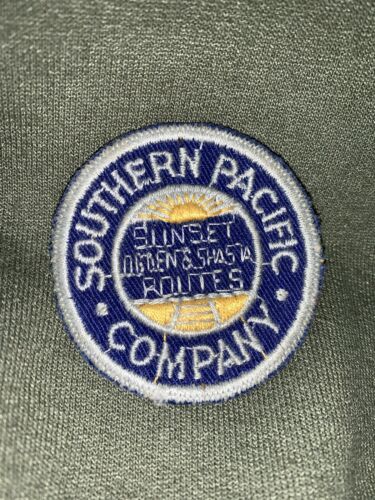 SOUTHERN PACIFIC
SUNSET
OGDEN & SHASTA
ROUTES
COMPANY